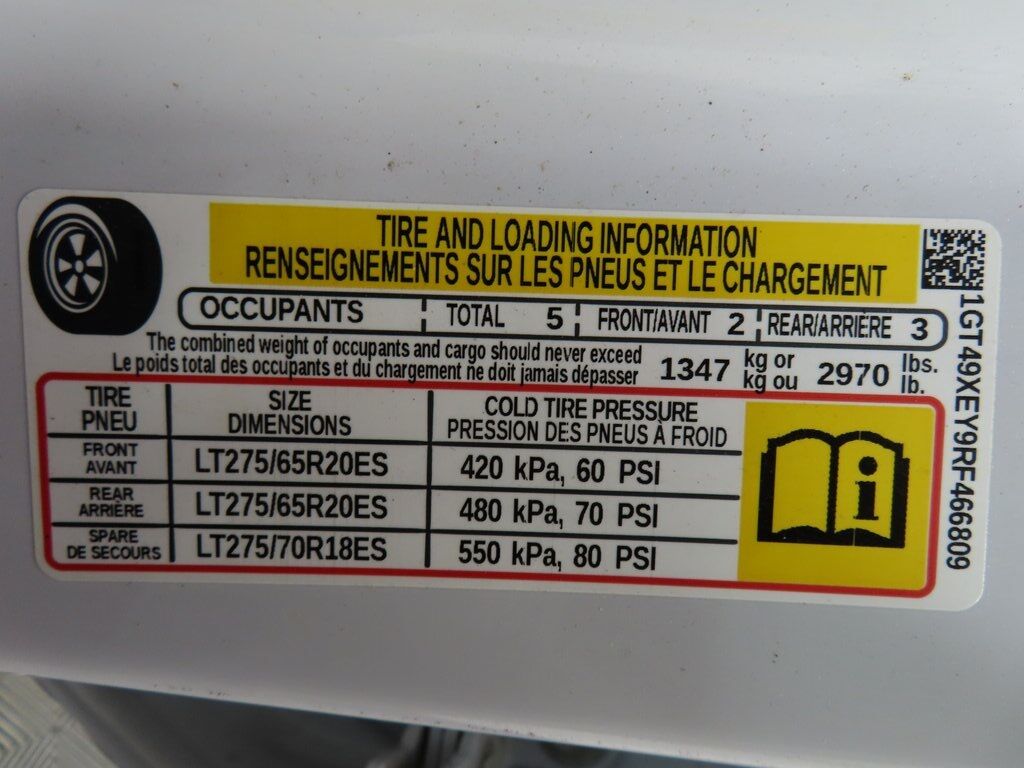 TIRE AND LOADING INFORMATION
RENSEIGNEMENTS SUR LES PNEUS ET LE CHARGEMENT
OCCUPANTS TOTAL 5 FRONT/AVANT 2 REAR/ARRIÈRE 3
The combined weight of occupants and cargo should never exceed
Le poids total des occupants et du chargement ne doit jamais dépasser
1347 kg or 2970 lbs.
kg ou lb.
TIRE SIZE COLD TIRE PRESSURE
PNEU DIMENSIONS PRESSION DES PNEUS À FROID
FRONT
AVANT LT275/65R20ES 420 kPa, 60 PSI
REAR
ARRIÈRE LT275/65R20ES 480 kPa, 70 PSI
SPARE
DE SECOURS LT275/70R18ES 550 kPa, 80 PSI
i
1GT49XEY9RF466809